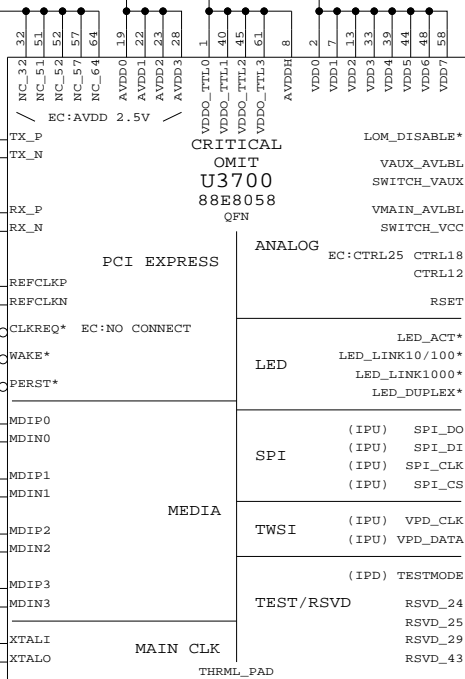 32 51 52 57 64 19 22 23 28 1 40 45 61 8 2 7 13 33 39 44 48 58
NC_32 NC_51 NC_52 NC_57 NC_64 AVDD0 AVDD1 AVDD2 AVDD3 VDDO_TTL0 VDDO_TTL1 VDDO_TTL2 VDDO_TTL3 AVDDH VDD0 VDD1 VDD2 VDD3 VDD4 VDD5 VDD6 VDD7
EC:AVDD 2.5V
CRITICAL
OMIT
U3700
88E8058
QFN
TX_P
TX_N
RX_P
RX_N
PCI EXPRESS
REFCLKP
REFCLKN
CLKREQ* EC:NO CONNECT
WAKE*
PERST*
MDIP0
MDIN0
MDIP1
MDIN1
MEDIA
MDIP2
MDIN2
MDIP3
MDIN3
XTALI
MAIN CLK
XTALO
THRML_PAD
LOM_DISABLE*
VAUX_AVLBL
SWITCH_VAUX
VMAIN_AVLBL
SWITCH_VCC
ANALOG
EC:CTRL25 CTRL18
CTRL12
RSET
LED_ACT*
LED_LINK10/100*
LED
LED_LINK1000*
LED_DUPLEX*
(IPU) SPI_DO
(IPU) SPI_DI
SPI
(IPU) SPI_CLK
(IPU) SPI_CS
(IPU) VPD_CLK
TWSI
(IPU) VPD_DATA
(IPD) TESTMODE
TEST/RSVD RSVD_24
RSVD_25
RSVD_29
RSVD_43